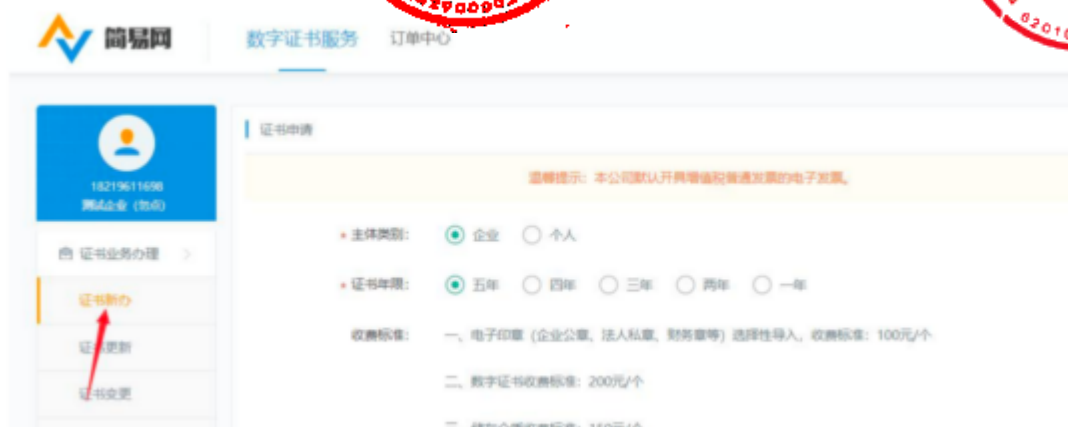 简易网
数字证书服务 订单中心
证书申请
18219611698
测试企业（勿点）
温馨提示：本公司默认开具增值税普通发票的电子发票。
* 主体类别： 企业 个人
证书业务办理 >
* 证书年限： 五年 四年 三年 两年 一年
证书新办
收费标准： 一、电子印章（企业公章、法人私章、财务章等）选择性导入，收费标准：100元/个
证书更新
二、数字证书收费标准：200元/个
证书变更